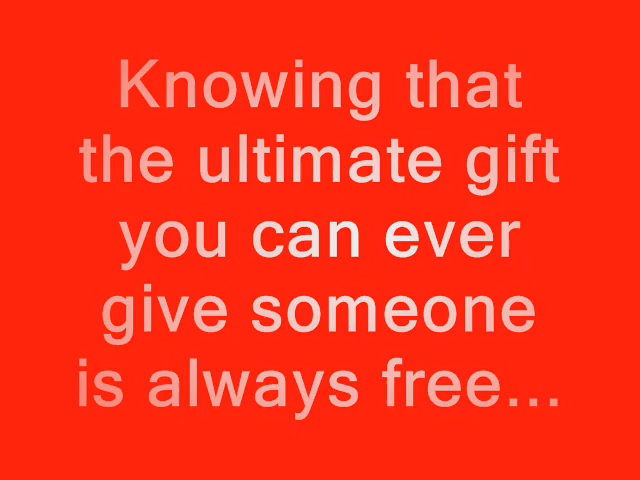 Knowing that
the ultimate gift
you can ever
give someone
is always free...